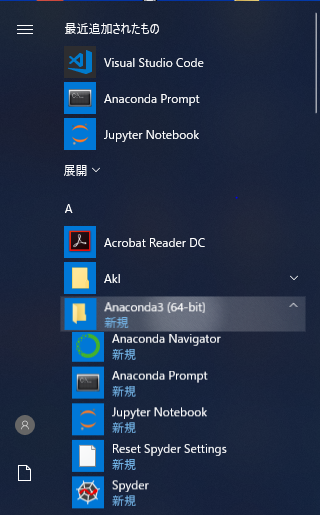 最近追加されたもの
Visual Studio Code
Anaconda Prompt
Jupyter Notebook
展開
A
Acrobat Reader DC
Akl
Anaconda3 (64-bit)
新規
Anaconda Navigator
新規
Anaconda Prompt
新規
Jupyter Notebook
新規
Reset Spyder Settings
新規
Spyder
新規